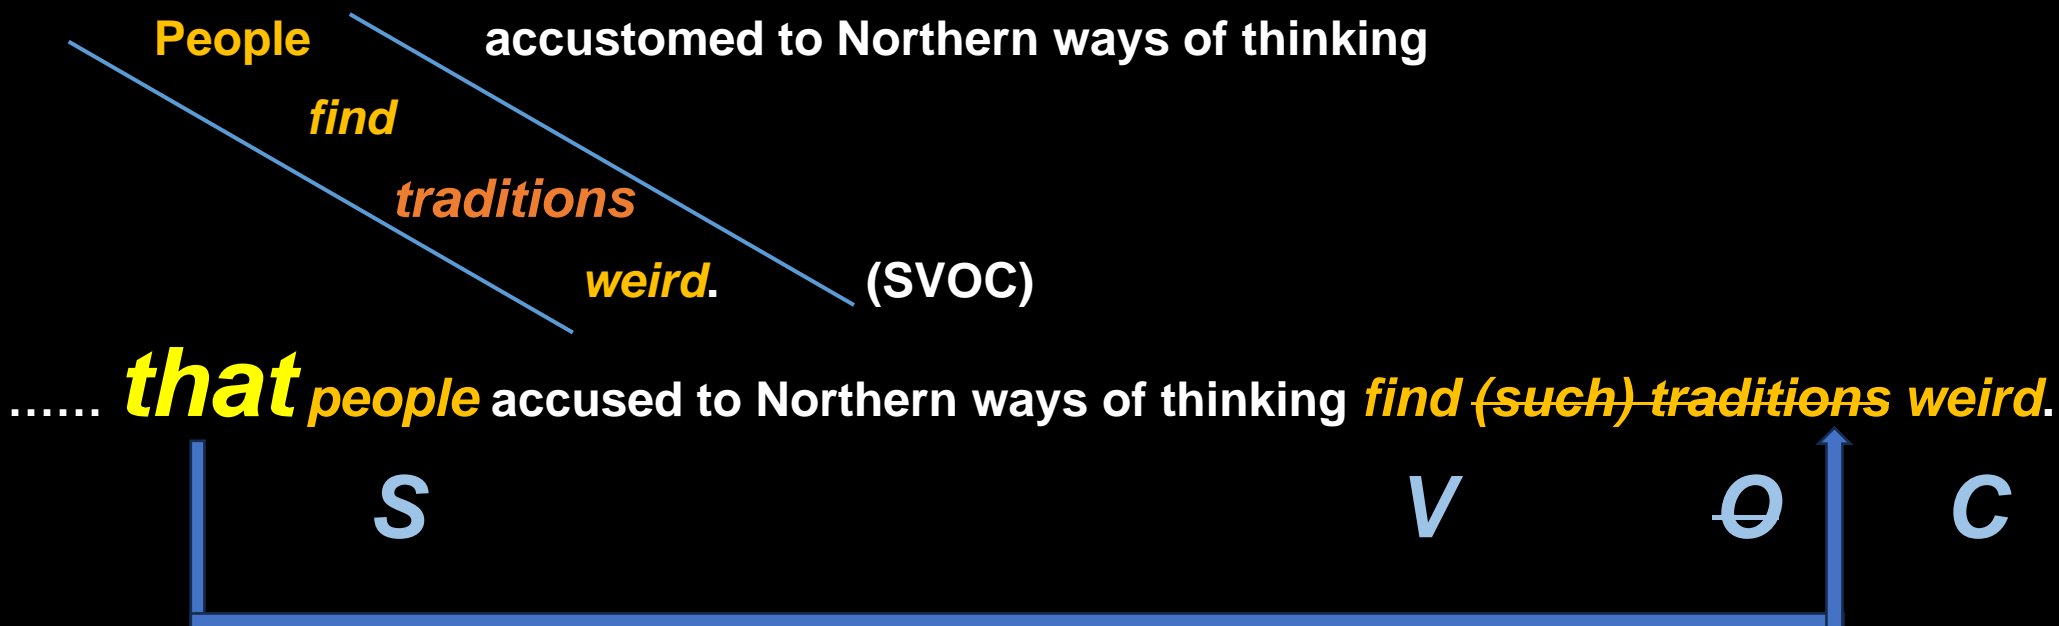 People accustomed to Northern ways of thinking
find
traditions
weird. (SVOC)
...... that people accused to Northern ways of thinking find (such) traditions weird.
S V O C